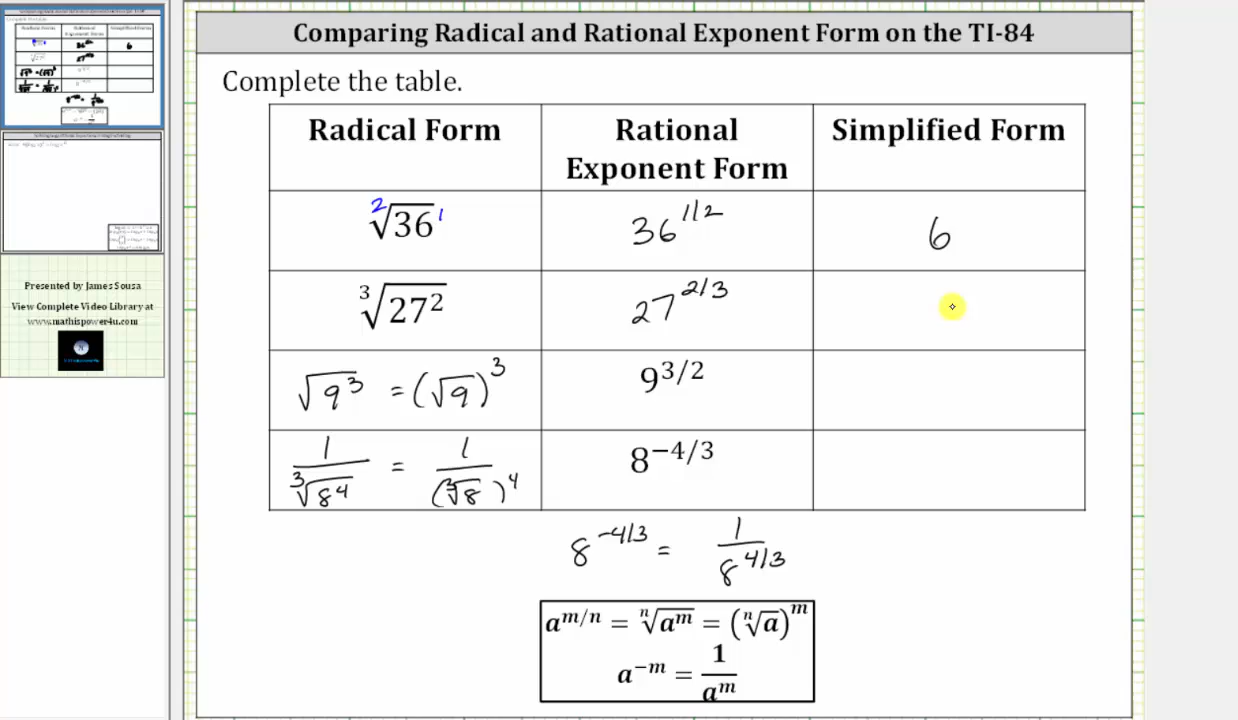 Comparing Radical and Rational Exponent Form on the TI-84
Complete the table.
Radical Form
Rational Exponent Form
Simplified Form
²√36¹
36^1/2
6
³√27²
27^2/3
√9³ = (√9)³
9^3/2
1/³√8⁴ = 1/(³√8)⁴
8^−4/3
8^−4/3 = 1/8^4/3
a^m/n = ⁿ√a^m = (ⁿ√a)^m
a^−m = 1/a^m
Presented by James Sousa
View Complete Video Library at
www.mathispower4u.com